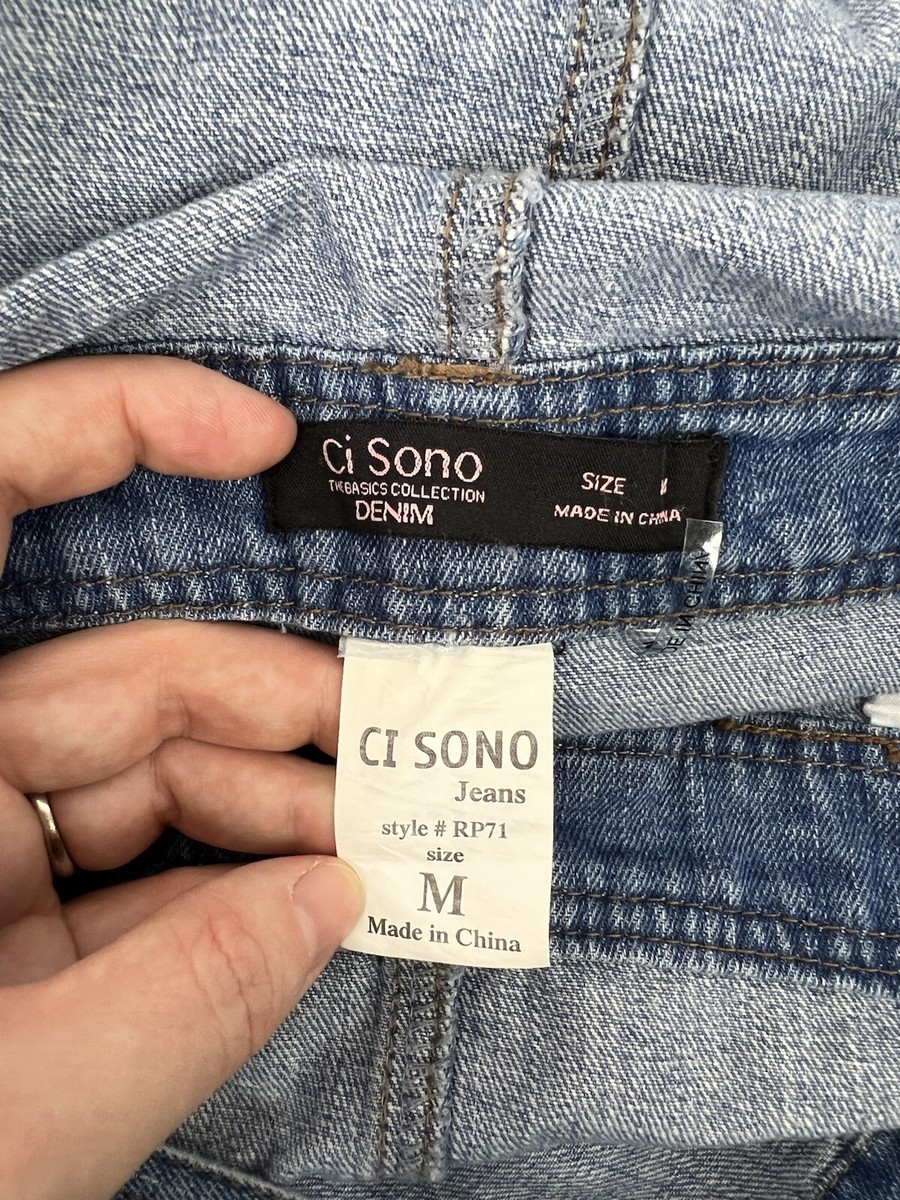 Ci Sono
THE BASICS COLLECTION
DENIM
SIZE
MADE IN CHINA
CI SONO
Jeans
style # RP71
size
M
Made in China